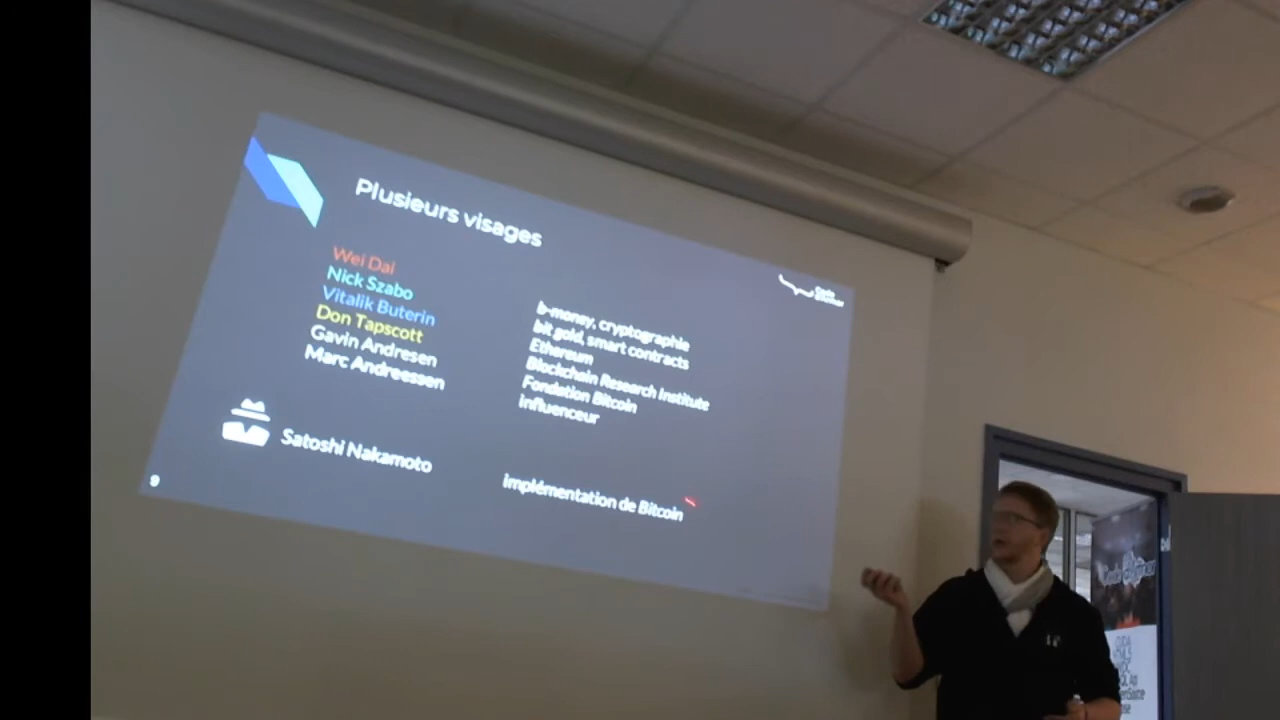 Plusieurs visages
Wei Dai
Nick Szabo
Vitalik Buterin
Don Tapscott
Gavin Andresen
Marc Andreessen
b-money, cryptographie
bit gold, smart contracts
Ethereum
Blockchain Research Institute
Fondation Bitcoin
influenceur
Satoshi Nakamoto
implémentation de Bitcoin
9